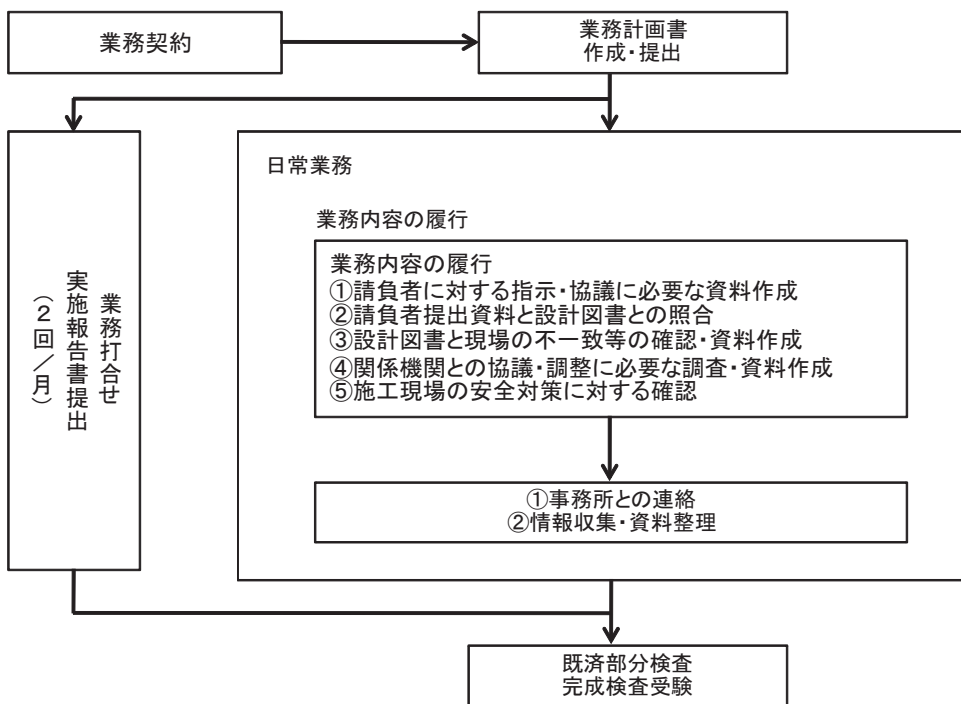 業務契約
業務計画書
作成・提出
業務打合せ
実施報告書提出
（２回／月）
日常業務
業務内容の履行
業務内容の履行
①請負者に対する指示・協議に必要な資料作成
②請負者提出資料と設計図書との照合
③設計図書と現場の不一致等の確認・資料作成
④関係機関との協議・調整に必要な調査・資料作成
⑤施工現場の安全対策に対する確認
①事務所との連絡
②情報収集・資料整理
既済部分検査
完成検査受験